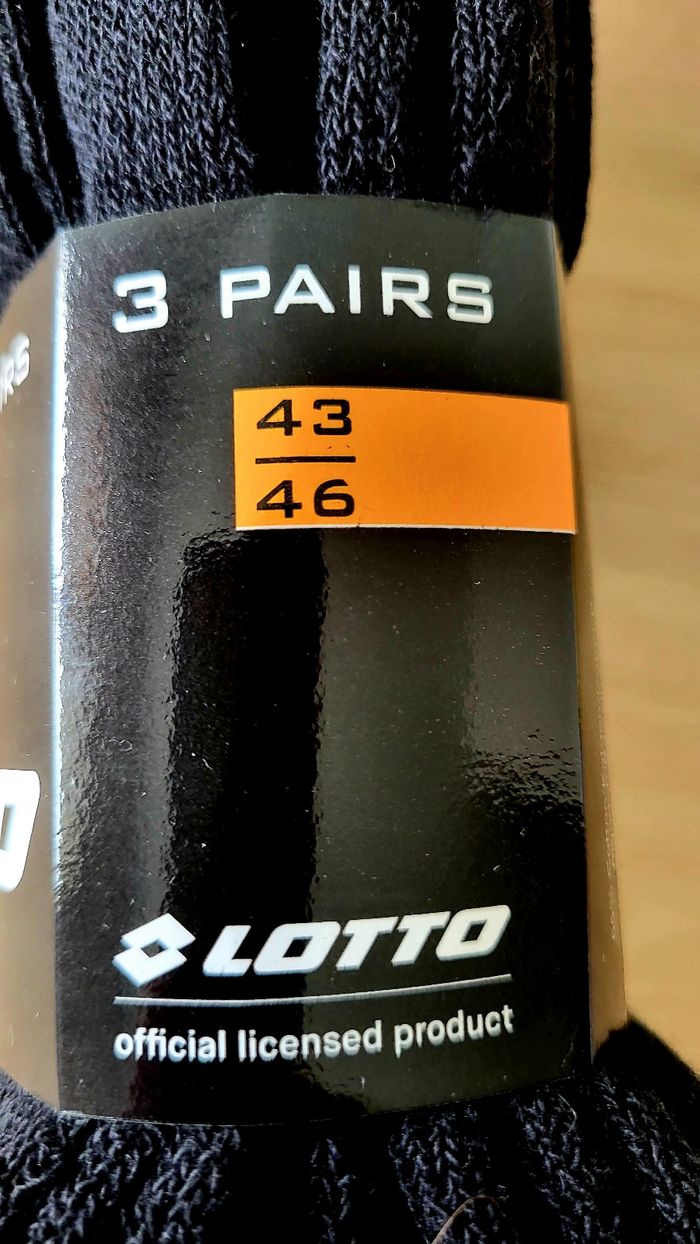 3 PAIRS
43
46
LOTTO
official licensed product